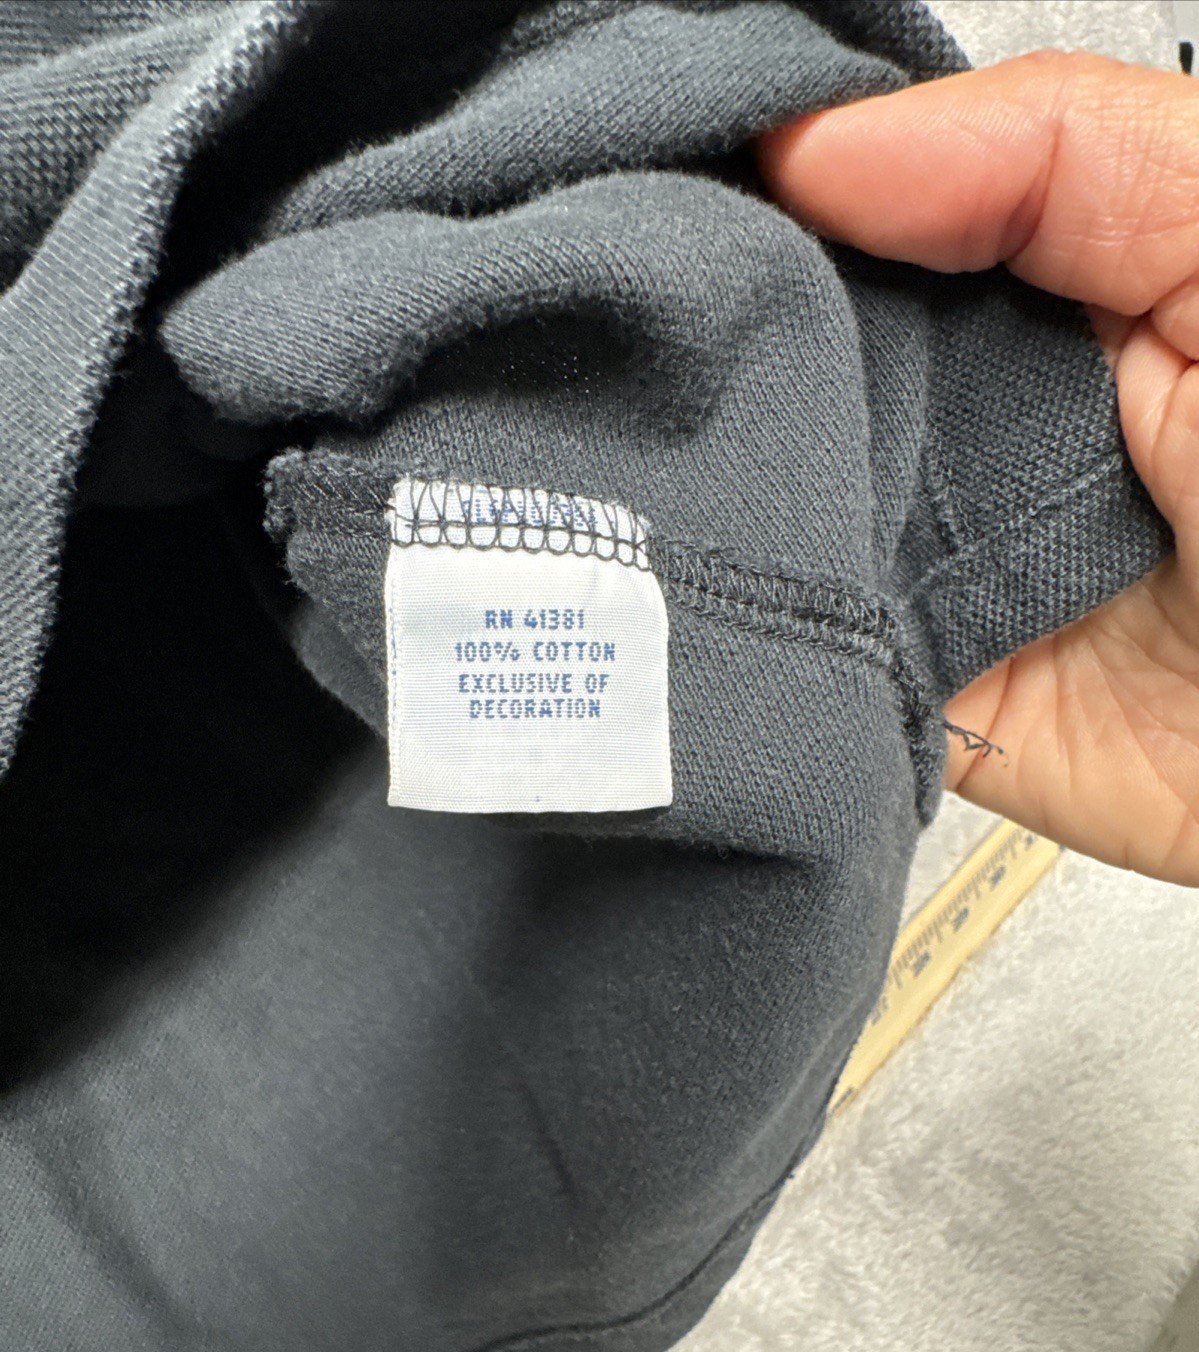 RN 41381
100% COTTON
EXCLUSIVE OF
DECORATION